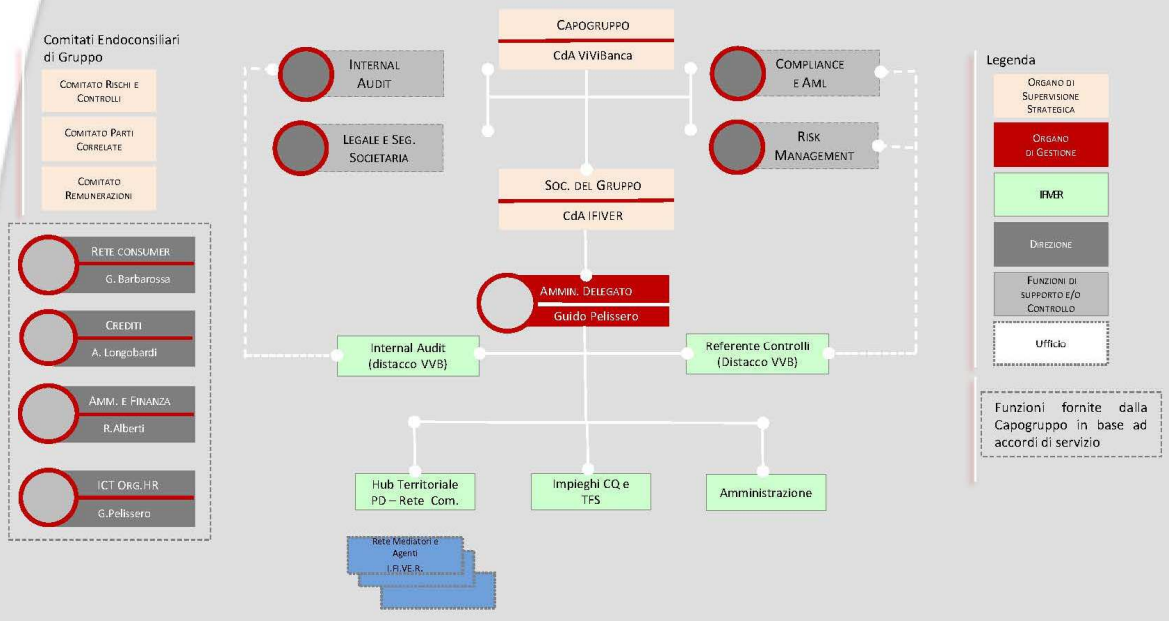 Comitati Endoconsiliari
di Gruppo
COMITATO RISCHI E
CONTROLLI
COMITATO PARTI
CORRELATE
COMITATO
REMUNERAZIONI
RETE CONSUMER
G. Barbarossa
CREDITI
A. Longobardi
AMM. E FINANZA
R.Alberti
ICT ORG.HR
G.Pelissero
CAPOGRUPPO
CdA ViViBanca
INTERNAL
AUDIT
LEGALE E SEG.
SOCIETARIA
COMPLIANCE
E AML
RISK
MANAGEMENT
SOC. DEL GRUPPO
CdA IFIVER
AMMIN. DELEGATO
Guido Pelissero
Internal Audit
(distacco VVB)
Referente Controlli
(Distacco VVB)
Hub Territoriale
PD – Rete Com.
Impieghi CQ e
TFS
Amministrazione
Rete Mediatori e
Agenti
I.FI.VE.R.
Legenda
ORGANO DI
SUPERVISIONE
STRATEGICA
ORGANO
DI GESTIONE
IFIVER
DIREZIONE
FUNZIONI DI
SUPPORTO E/O
CONTROLLO
Ufficio
Funzioni fornite dalla
Capogruppo in base ad
accordi di servizio